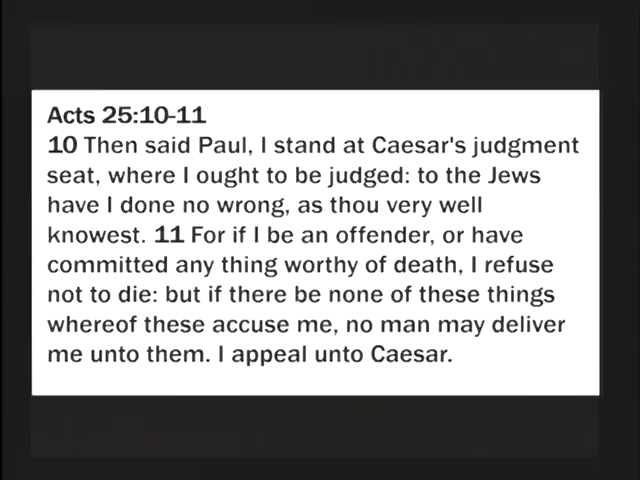 Acts 25:10-11
10 Then said Paul, I stand at Caesar's judgment
seat, where I ought to be judged: to the Jews
have I done no wrong, as thou very well
knowest. 11 For if I be an offender, or have
committed any thing worthy of death, I refuse
not to die: but if there be none of these things
whereof these accuse me, no man may deliver
me unto them. I appeal unto Caesar.